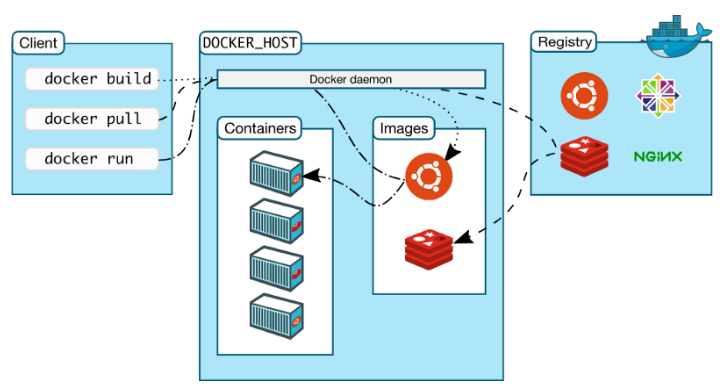 Client
docker build
docker pull
docker run
DOCKER_HOST
Docker daemon
Containers
Images
Registry
NGINX